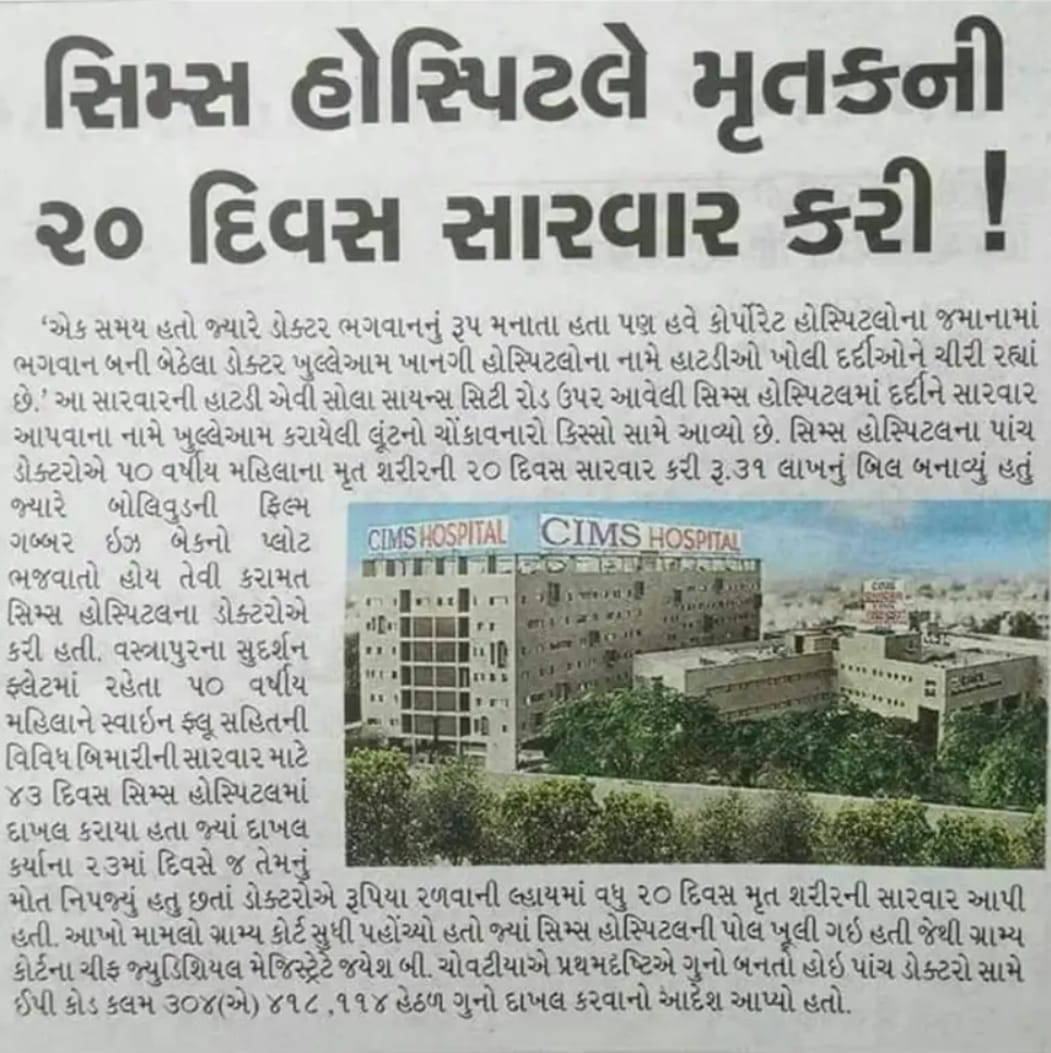 સિમ્સ હોસ્પિટલે મૃતકની
૨૦ દિવસ સારવાર કરી !
‘એક સમય હતો જ્યારે ડોક્ટર ભગવાનનું રૂપ મનાતા હતા પણ હવે કોર્પોરેટ હોસ્પિટલોના જમાનામાં
ભગવાન બની બેઠેલા ડોક્ટર ખુલ્લેઆમ ખાનગી હોસ્પિટલોના નામે હાટડીઓ ખોલી દર્દીઓને ચીરી રહ્યાં
છે.’ આ સારવારની હાટડી એવી સોલા સાયન્સ સિટી રોડ ઉપર આવેલી સિમ્સ હોસ્પિટલમાં દર્દીને સારવાર
આપવાના નામે ખુલ્લેઆમ કરાયેલી લૂંટનો ચોંકાવનારો કિસ્સો સામે આવ્યો છે. સિમ્સ હોસ્પિટલના પાંચ
ડોક્ટરોએ ૫૦ વર્ષીય મહિલાના મૃત શરીરની ૨૦ દિવસ સારવાર કરી રૂ.૩૧ લાખનું બિલ બનાવ્યું હતું
જ્યારે બોલિવુડની ફિલ્મ
ગબ્બર ઇઝ બેકનો પ્લોટ
ભજવાતો હોય તેવી કરામત
સિમ્સ હોસ્પિટલના ડોક્ટરોએ
કરી હતી. વસ્ત્રાપુરના સુદર્શન
ફ્લેટમાં રહેતા ૫૦ વર્ષીય
મહિલાને સ્વાઇન ફ્લૂ સહિતની
વિવિધ બિમારીની સારવાર માટે
૪૩ દિવસ સિમ્સ હોસ્પિટલમાં
દાખલ કરાયા હતા જ્યાં દાખલ
કર્યાના ૨૩માં દિવસે જ તેમનું
મોત નિપજ્યું હતુ છતાં ડોક્ટરોએ રૂપિયા રળવાની લ્હાયમાં વધુ ૨૦ દિવસ મૃત શરીરની સારવાર આપી
હતી. આખો મામલો ગ્રામ્ય કોર્ટ સુધી પહોંચ્યો હતો જ્યાં સિમ્સ હોસ્પિટલની પોલ ખૂલી ગઇ હતી જેથી ગ્રામ્ય
કોર્ટના ચીફ જ્યુડિશિયલ મેજિસ્ટ્રેટે જયેશ બી. ચોવટીયાએ પ્રથમદૃષ્ટિએ ગુનો બનતો હોઇ પાંચ ડોક્ટરો સામે
ઈપી કોડ કલમ ૩૦૪(એ) ૪૧૮ ,૧૧૪ હેઠળ ગુનો દાખલ કરવાનો આદેશ આપ્યો હતો.
CIMS HOSPITAL
CIMS HOSPITAL